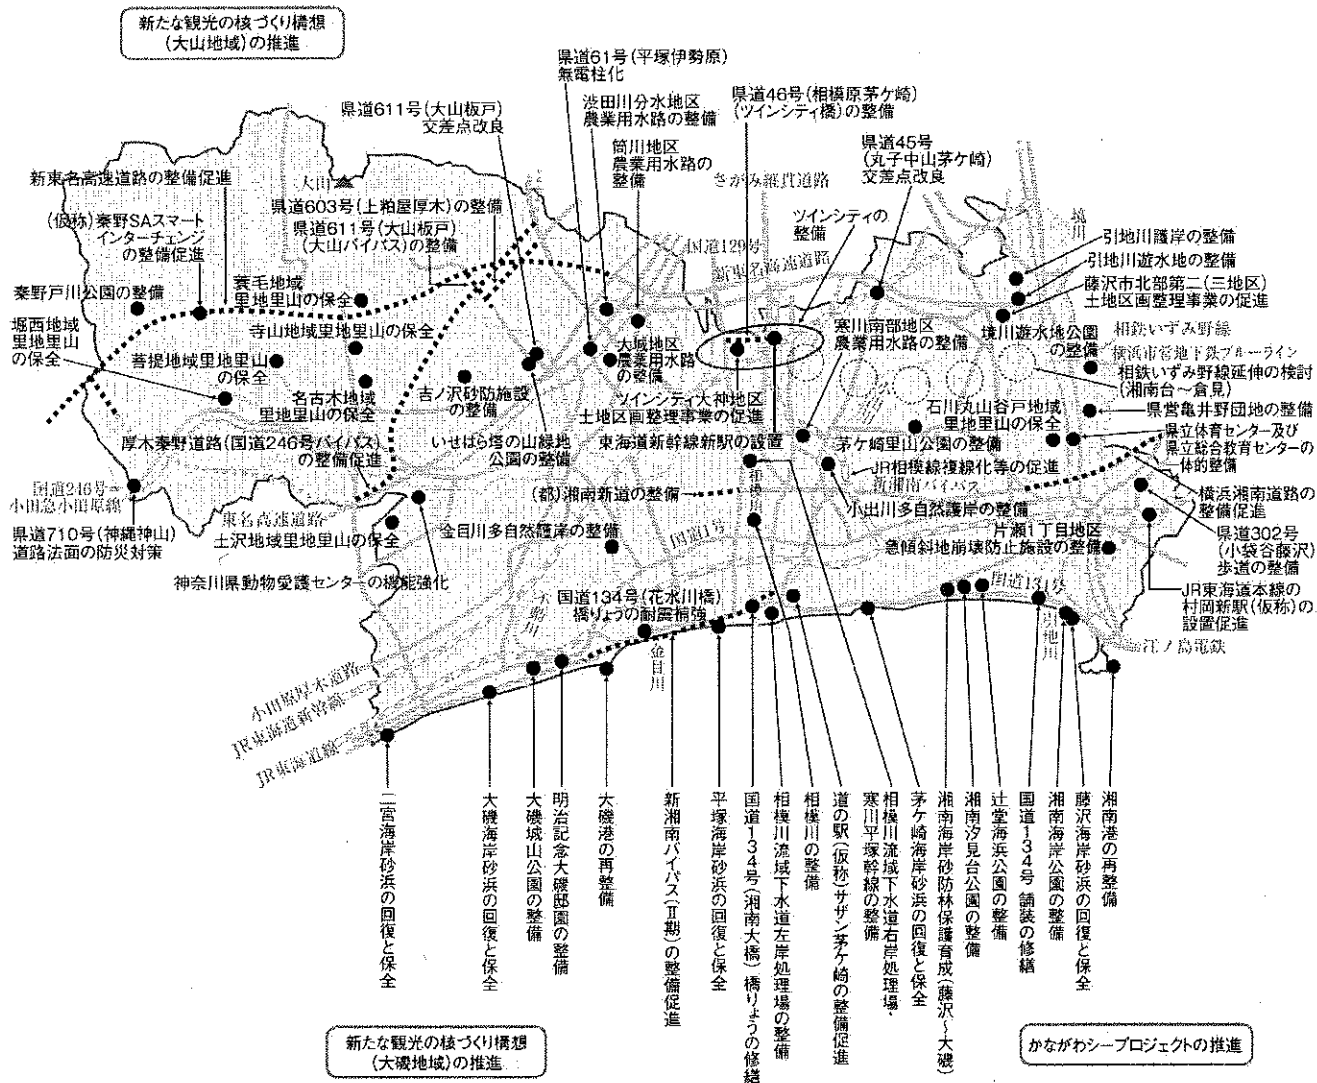 新たな観光の核づくり構想
(大山地域)の推進
県道61号(平塚伊勢原)
無電柱化
県道611号(大山板戸)
交差点改良
渋田川分水地区
農業用水路の整備
県道46号(相模原茅ケ崎)
(ツインシティ橋)の整備
筒川地区
農業用水路の
整備
県道45号
(丸子中山茅ケ崎)
交差点改良
新東名高速道路の整備促進
大山
さがみ縦貫道路
県道603号(上粕屋厚木)の整備
(仮称)秦野SAスマート
インターチェンジ
の整備促進
県道611号(大山板戸)
(大山バイパス)の整備
ツインシティの
整備
境川
国道129号
新東名高速道路
引地川護岸の整備
引地川遊水地の整備
藤沢市北部第二(三地区)
土地区画整理事業の促進
秦野戸川公園の整備
蓑毛地域
里地里山の保全
堀西地域
里地里山
の保全
寺山地域里地里山の保全
菩提地域里地里山
の保全
大城地区
農業用水路
の整備
寒川南部地区
農業用水路の整備
境川遊水地公園
の整備
相鉄いずみ野線
横浜市営地下鉄ブルーライン
相鉄いずみ野線延伸の検討
(湘南台～倉見)
名古木地域
里地里山の保全
吉ノ沢砂防施設
の整備
ツインシティ大神地区
土地区画整理事業の促進
石川丸山谷戸地域
里地里山の保全
県営亀井野団地の整備
厚木秦野道路(国道246号バイパス)
の整備促進
いせはら塔の山緑地
公園の整備
東海道新幹線新駅の設置
茅ケ崎里山公園の整備
県立体育センター及び
県立総合教育センターの
一体的整備
JR相模線複線化等の促進
新湘南バイパス
国道246号
小田急小田原線
(都)湘南新道の整備
相模川
小出川多自然護岸の整備
横浜湘南道路の
整備促進
東名高速道路
県道710号(神縄神山)
道路法面の防災対策
土沢地域里地里山の保全
金目川多自然護岸の整備
国道1号
片瀬1丁目地区
急傾斜地崩壊防止施設の整備
県道302号
(小袋谷藤沢)
歩道の整備
神奈川県動物愛護センターの機能強化
国道134号(花水川橋)
橋りょうの耐震補強
国道134号
JR東海道本線の
村岡新駅(仮称)の
設置促進
金目川
引地川
江ノ島電鉄
小田原厚木道路
JR東海道新幹線
JR東海道線
二宮海岸砂浜の回復と保全
大磯海岸砂浜の回復と保全
大磯城山公園の整備
明治記念大磯邸園の整備
大磯港の再整備
新湘南バイパス(Ⅱ期)の整備促進
平塚海岸砂浜の回復と保全
国道134号(湘南大橋)橋りょうの修繕
相模川流域下水道左岸処理場の整備
相模川の整備
道の駅(仮称)サザン茅ケ崎の整備促進
寒川平塚幹線の整備
相模川流域下水道右岸処理場・
茅ケ崎海岸砂浜の回復と保全
湘南海岸砂防林保護育成(藤沢～大磯)
湘南汐見台公園の整備
辻堂海浜公園の整備
国道134号 舗装の修繕
湘南海岸公園の整備
藤沢海岸砂浜の回復と保全
湘南港の再整備
新たな観光の核づくり構想
(大磯地域)の推進
かながわシープロジェクトの推進